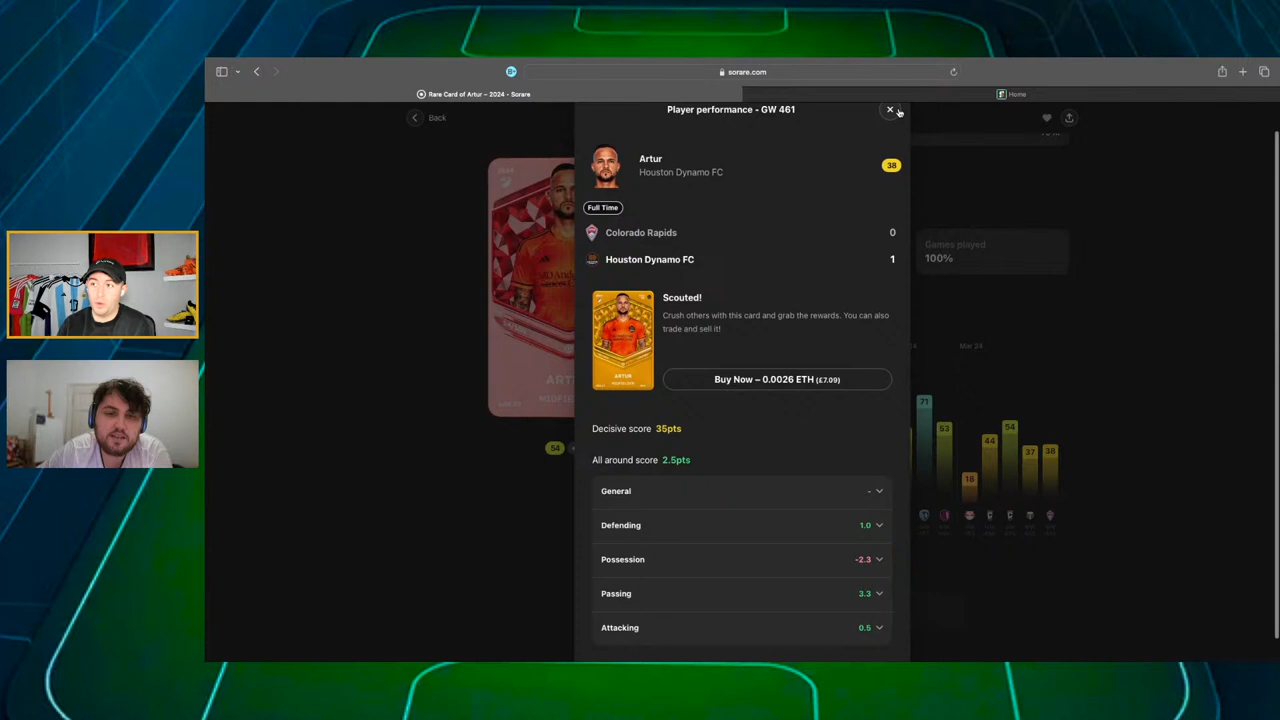 sorare.com
Rare Card of Artur – 2024 - Sorare
Home
Back
Player performance - GW 461
Artur
Houston Dynamo FC
38
Full Time
Colorado Rapids 0
Houston Dynamo FC 1
Scouted!
Crush others with this card and grab the rewards. You can also
trade and sell it!
Buy Now – 0.0026 ETH (£7.09)
ARTUR
MIDFIELDER
Decisive score 35pts
All around score 2.5pts
General -
Defending 1.0
Possession -2.3
Passing 3.3
Attacking 0.5
54
Games played
100%
Mar 24
71
53
18
44
54
37
38